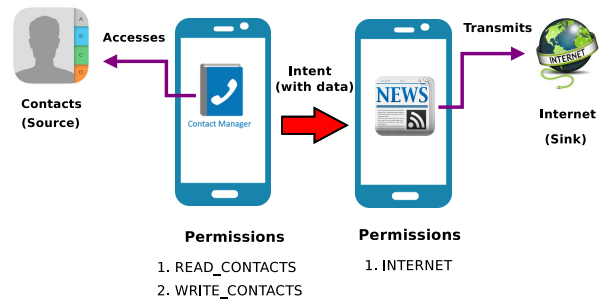 A
B
C
D
Accesses
Contacts
(Source)
Contact Manager
Intent
(with data)
NEWS
Transmits
INTERNET
Internet
(Sink)
Permissions
1. READ_CONTACTS
2. WRITE_CONTACTS
Permissions
1. INTERNET